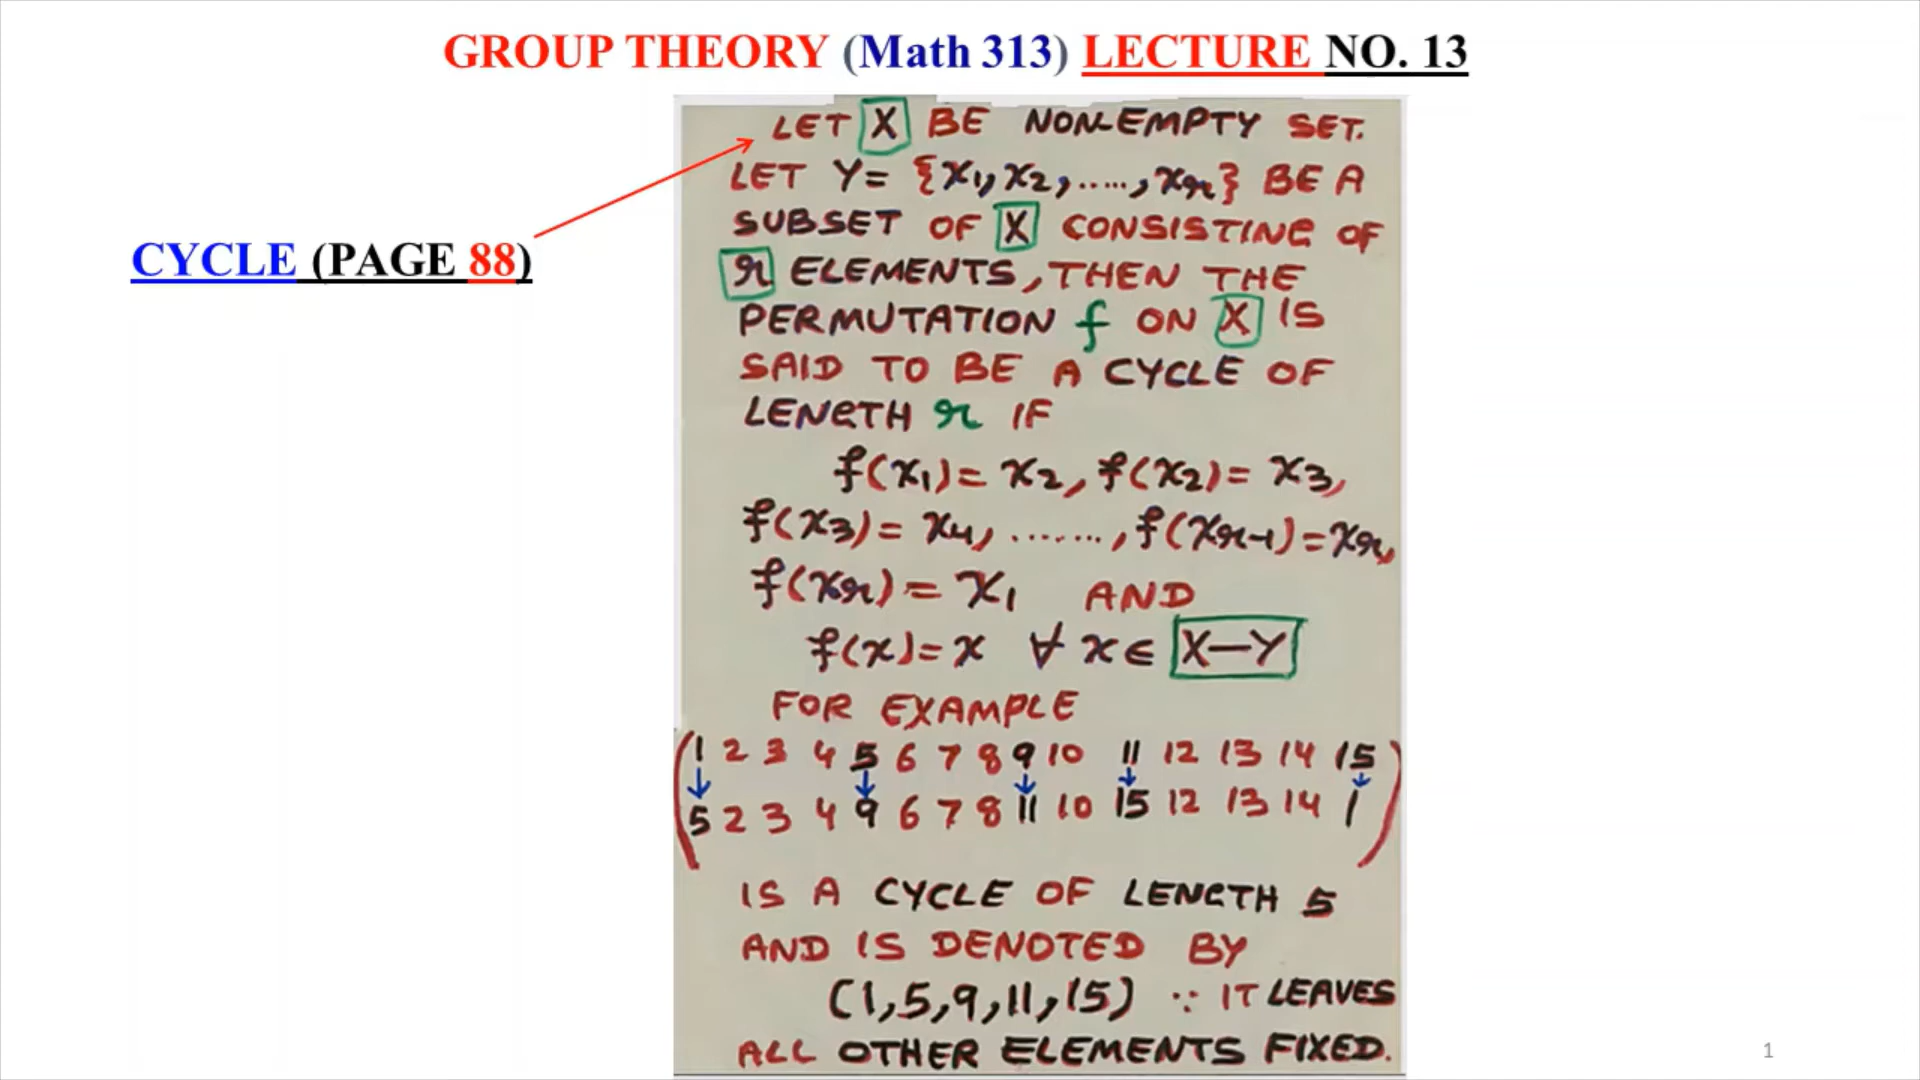 GROUP THEORY (Math 313) LECTURE NO. 13
CYCLE (PAGE 88)
LET X BE NON-EMPTY SET.
LET Y= {x1, x2, ....., xr} BE A
SUBSET OF X CONSISTING OF
r ELEMENTS, THEN THE
PERMUTATION f ON X IS
SAID TO BE A CYCLE OF
LENGTH r IF
f(x1)= x2, f(x2)= x3,
f(x3)= x4, ......., f(xr-1)=xr,
f(xr)= x1 AND
f(x)= x ∀ x ∈ X—Y
FOR EXAMPLE
(1 2 3 4 5 6 7 8 9 10 11 12 13 14 15)
↓ ↓ ↓ ↓ ↓
5 2 3 4 9 6 7 8 11 10 15 12 13 14 1
IS A CYCLE OF LENGTH 5
AND IS DENOTED BY
(1,5,9,11,15) ∵ IT LEAVES
ALL OTHER ELEMENTS FIXED.
1